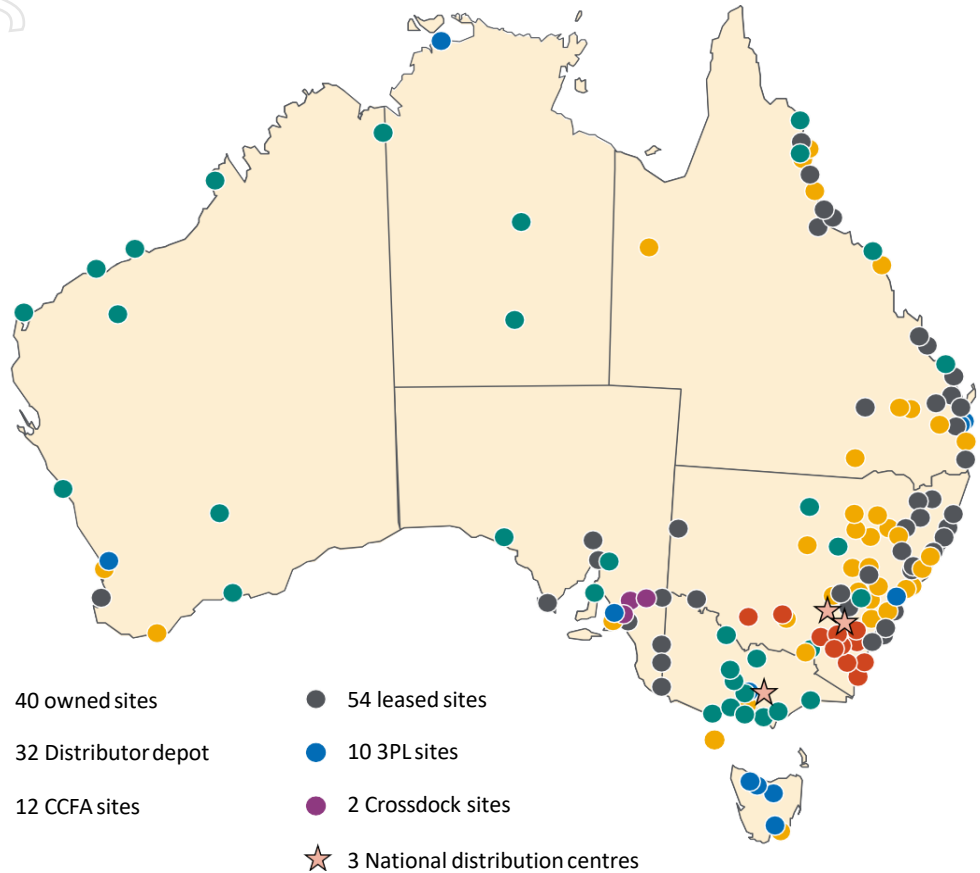 40 owned sites
54 leased sites
32 Distributor depot
10 3PL sites
12 CCFA sites
2 Crossdock sites
3 National distribution centres